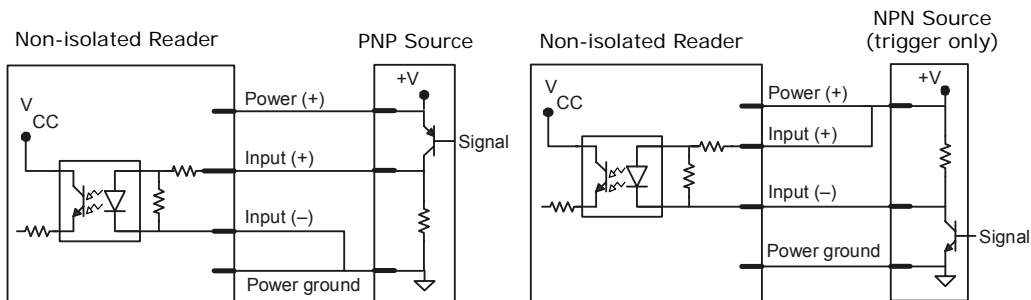 Non-isolated Reader
PNP Source
+V
V
CC
Power (+)
Signal
Input (+)
Input (–)
Power ground
Non-isolated Reader
NPN Source
(trigger only)
+V
V
CC
Power (+)
Input (+)
Input (–)
Power ground
Signal